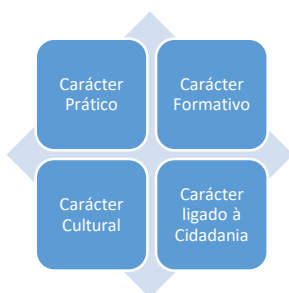 Carácter
Prático
Carácter
Formativo
Carácter
Cultural
Carácter
ligado à
Cidadania